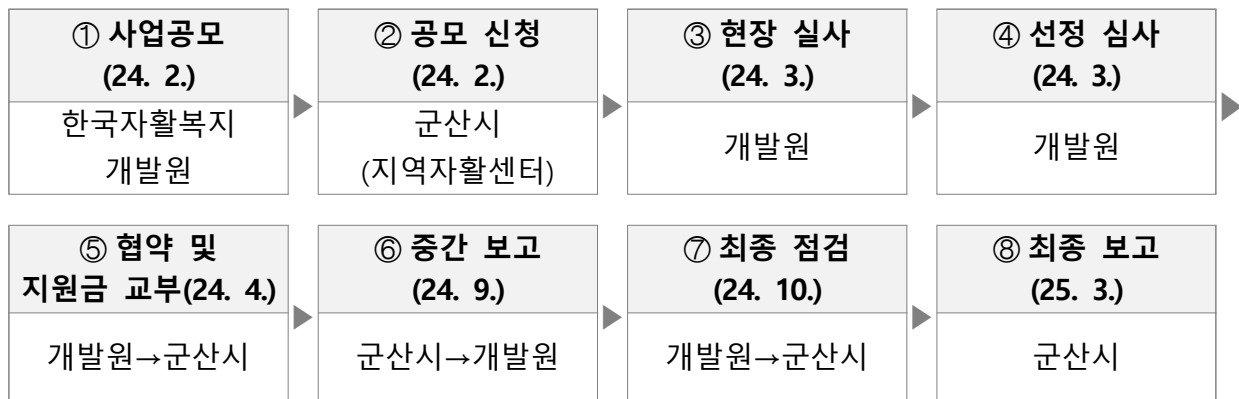 ① 사업공모
(24. 2.)
한국자활복지
개발원
② 공모 신청
(24. 2.)
군산시
(지역자활센터)
③ 현장 실사
(24. 3.)
개발원
④ 선정 심사
(24. 3.)
개발원
⑤ 협약 및
지원금 교부(24. 4.)
개발원→군산시
⑥ 중간 보고
(24. 9.)
군산시→개발원
⑦ 최종 점검
(24. 10.)
개발원→군산시
⑧ 최종 보고
(25. 3.)
군산시